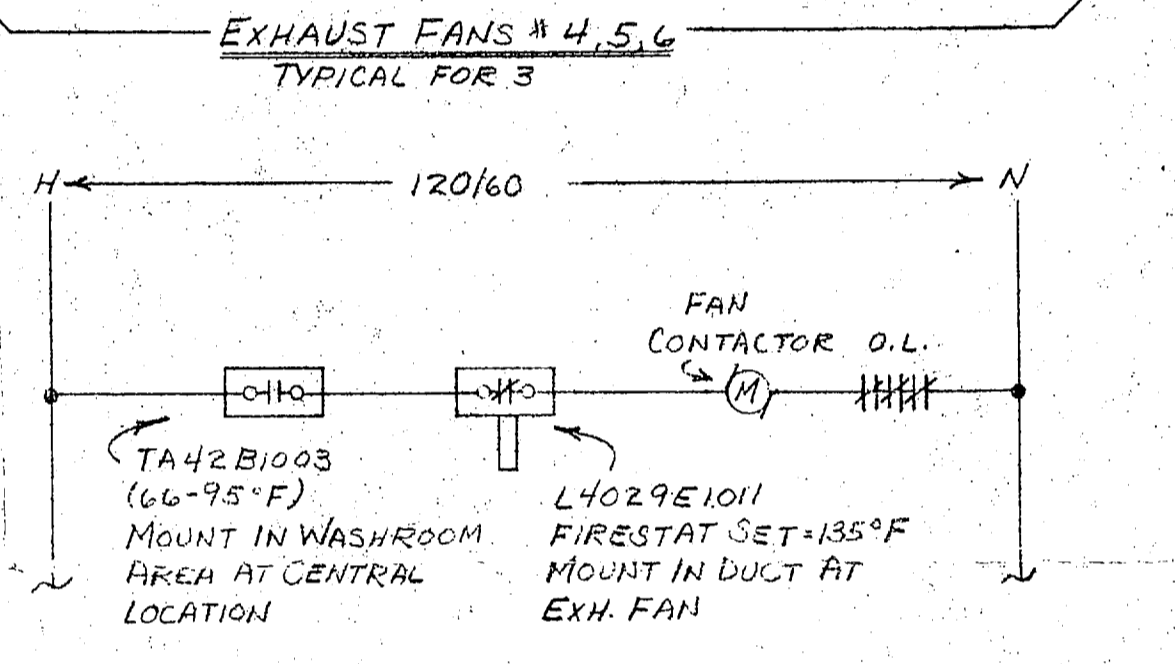 EXHAUST FANS # 4,5,6
TYPICAL FOR 3
H
120/60
N
FAN
CONTACTOR O.L.
M
TA42B1003
(66-95°F)
MOUNT IN WASHROOM
AREA AT CENTRAL
LOCATION
L4029E1011
FIRESTAT SET=135°F
MOUNT IN DUCT AT
EXH. FAN